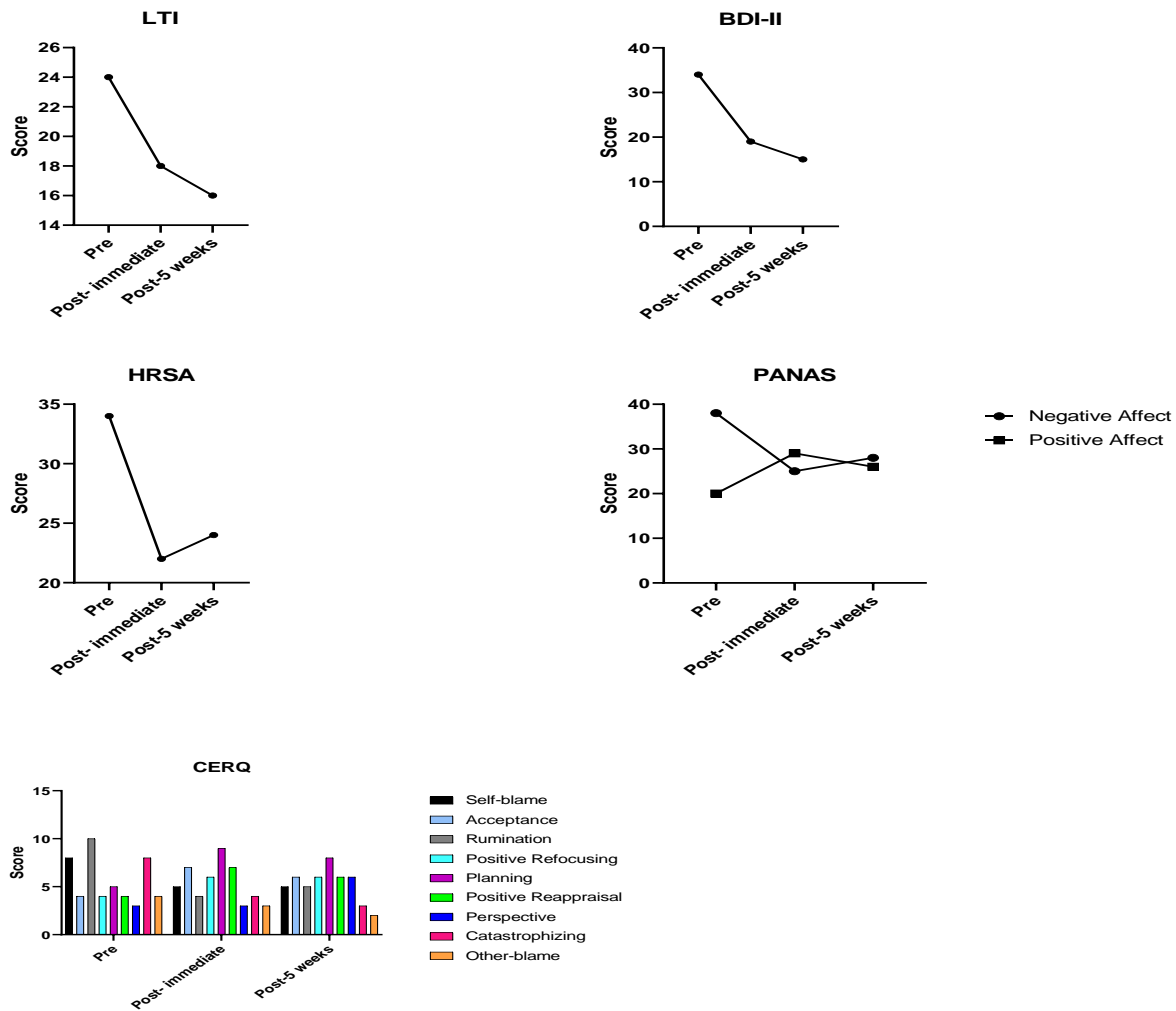 LTI
26
24
22
20
18
16
14
Score
Pre
Post- immediate
Post-5 weeks
BDI-II
40
30
20
10
0
Score
Pre
Post- immediate
Post-5 weeks
HRSA
35
30
25
20
Score
Pre
Post- immediate
Post-5 weeks
PANAS
40
30
20
10
0
Score
Pre
Post- immediate
Post-5 weeks
Negative Affect
Positive Affect
CERQ
15
10
5
0
Score
Pre
Post- immediate
Post-5 weeks
Self-blame
Acceptance
Rumination
Positive Refocusing
Planning
Positive Reappraisal
Perspective
Catastrophizing
Other-blame